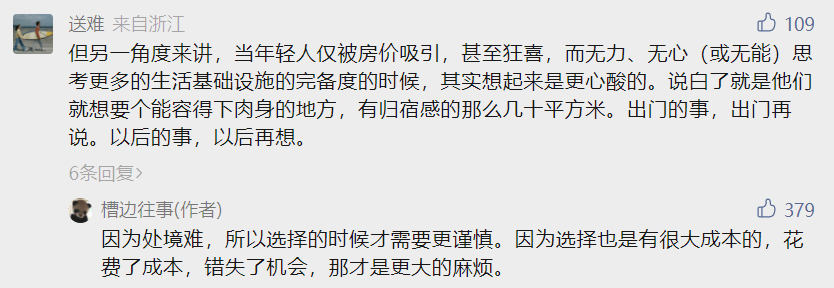 送难 来自浙江 109
但另一角度来讲，当年轻人仅被房价吸引，甚至狂喜，而无力、无心（或无能）思
考更多的生活基础设施的完备度的时候，其实想起来是更心酸的。说白了就是他们
就想要个能容得下肉身的地方，有归宿感的那么几十平方米。出门的事，出门再
说。以后的事，以后再想。
6条回复>
槽边往事(作者) 379
因为处境难，所以选择的时候才需要更谨慎。因为选择也是有很大成本的，花
费了成本，错失了机会，那才是更大的麻烦。